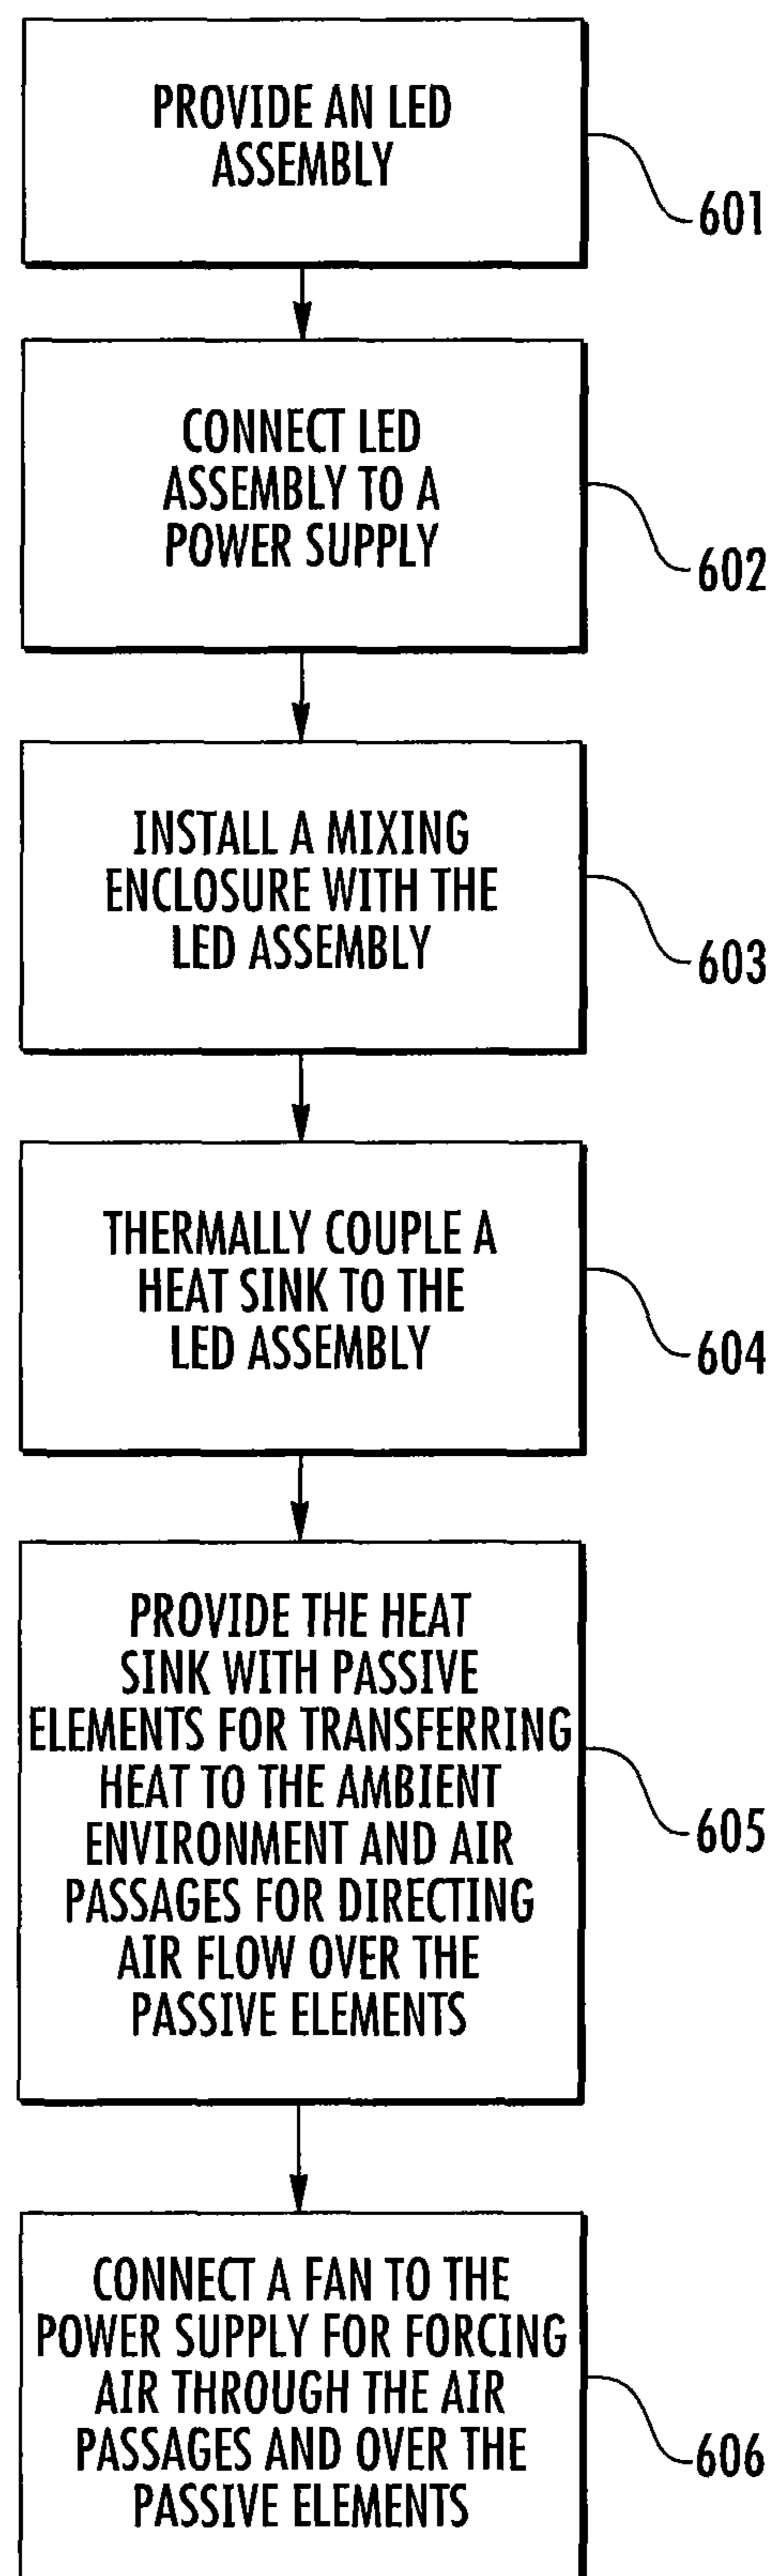 PROVIDE AN LED
ASSEMBLY
601
CONNECT LED
ASSEMBLY TO A
POWER SUPPLY
602
INSTALL A MIXING
ENCLOSURE WITH THE
LED ASSEMBLY
603
THERMALLY COUPLE A
HEAT SINK TO THE
LED ASSEMBLY
604
PROVIDE THE HEAT
SINK WITH PASSIVE
ELEMENTS FOR TRANSFERRING
HEAT TO THE AMBIENT
ENVIRONMENT AND AIR
PASSAGES FOR DIRECTING
AIR FLOW OVER THE
PASSIVE ELEMENTS
605
CONNECT A FAN TO THE
POWER SUPPLY FOR FORCING
AIR THROUGH THE AIR
PASSAGES AND OVER THE
PASSIVE ELEMENTS
606